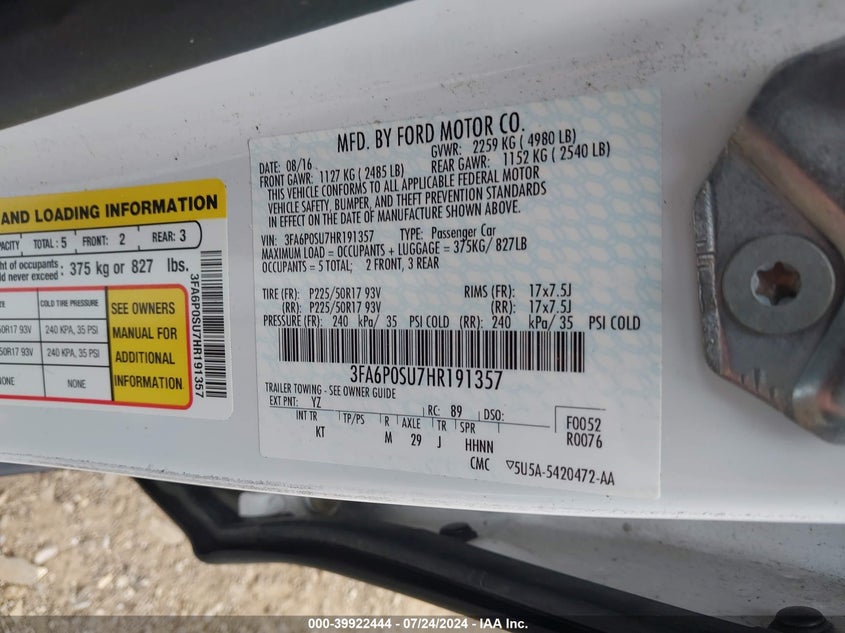 MFD. BY FORD MOTOR CO.
DATE: 08/16 GVWR: 2259 KG ( 4980 LB)
FRONT GAWR: 1127 KG ( 2485 LB) REAR GAWR: 1152 KG ( 2540 LB)
THIS VEHICLE CONFORMS TO ALL APPLICABLE FEDERAL MOTOR
VEHICLE SAFETY, BUMPER, AND THEFT PREVENTION STANDARDS
IN EFFECT ON THE DATE OF MANUFACTURE SHOWN ABOVE.
VIN: 3FA6P0SU7HR191357 TYPE: Passenger Car
MAXIMUM LOAD = OCCUPANTS + LUGGAGE = 375KG/ 827LB
OCCUPANTS = 5 TOTAL; 2 FRONT, 3 REAR
TIRE (FR): P225/50R17 93V RIMS (FR): 17x7.5J
(RR): P225/50R17 93V (RR): 17x7.5J
PRESSURE (FR): 240 kPa/ 35 PSI COLD (RR): 240 kPa/ 35 PSI COLD
3FA6P0SU7HR191357
TRAILER TOWING - SEE OWNER GUIDE
EXT PNT: YZ RC: 89 DSO: F0052
INT TR TP/PS R AXLE TR SPR R0076
KT M 29 J HHNN
CMC ▽5U5A-5420472-AA
AND LOADING INFORMATION
TOTAL : 5 FRONT: 2 REAR: 3
of occupants
never exceed : 375 kg or 827 lbs.
COLD TIRE PRESSURE SEE OWNERS
50R17 93V 240 KPA, 35 PSI MANUAL FOR
50R17 93V 240 KPA, 35 PSI ADDITIONAL
NONE NONE INFORMATION
3FA6P0SU7HR191357
000-39922444 - 07/24/2024 - IAA Inc.